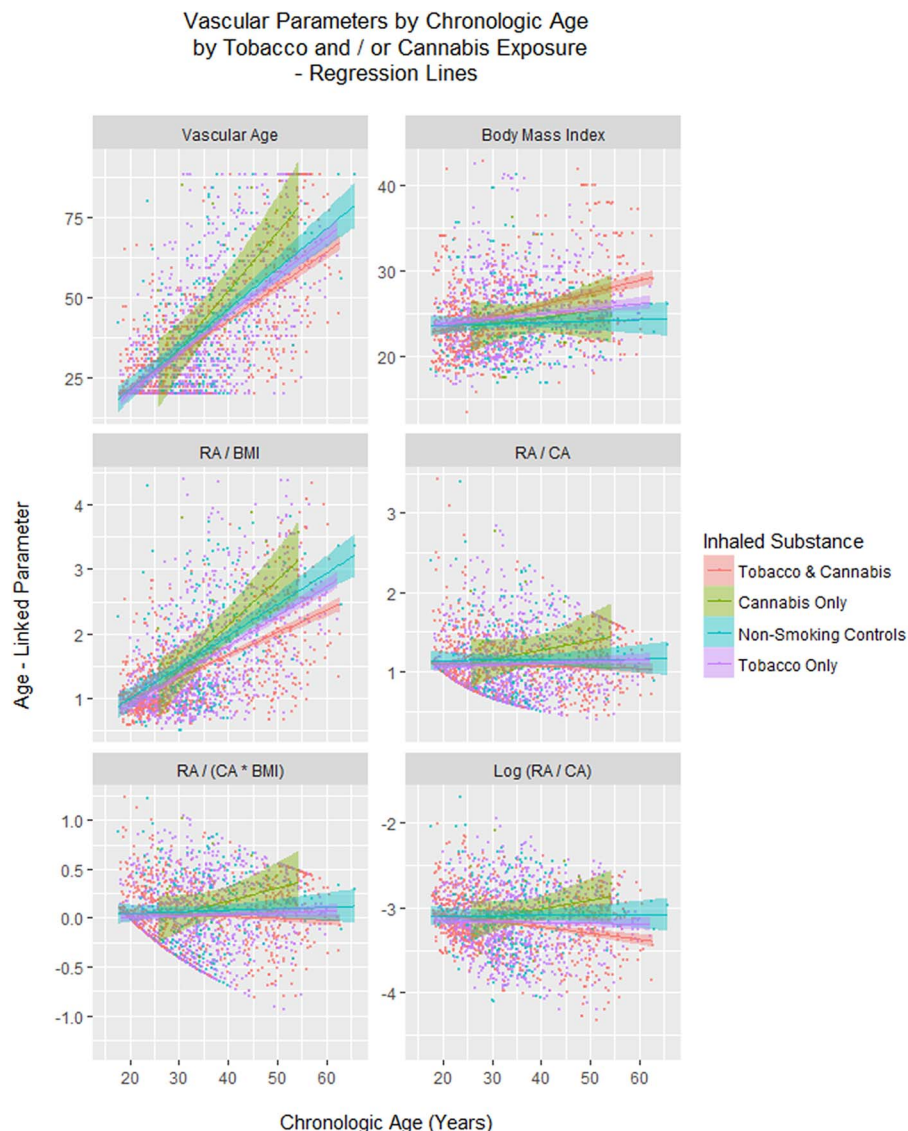 Vascular Parameters by Chronologic Age
by Tobacco and / or Cannabis Exposure
- Regression Lines
Vascular Age
75
50
25
Body Mass Index
40
30
20
RA / BMI
4
3
2
1
RA / CA
3
2
1
RA / (CA * BMI)
1.0
0.5
0.0
-0.5
-1.0
20 30 40 50 60
Log (RA / CA)
-2
-3
-4
20 30 40 50 60
Age - Linked Parameter
Chronologic Age (Years)
Inhaled Substance
Tobacco & Cannabis
Cannabis Only
Non-Smoking Controls
Tobacco Only